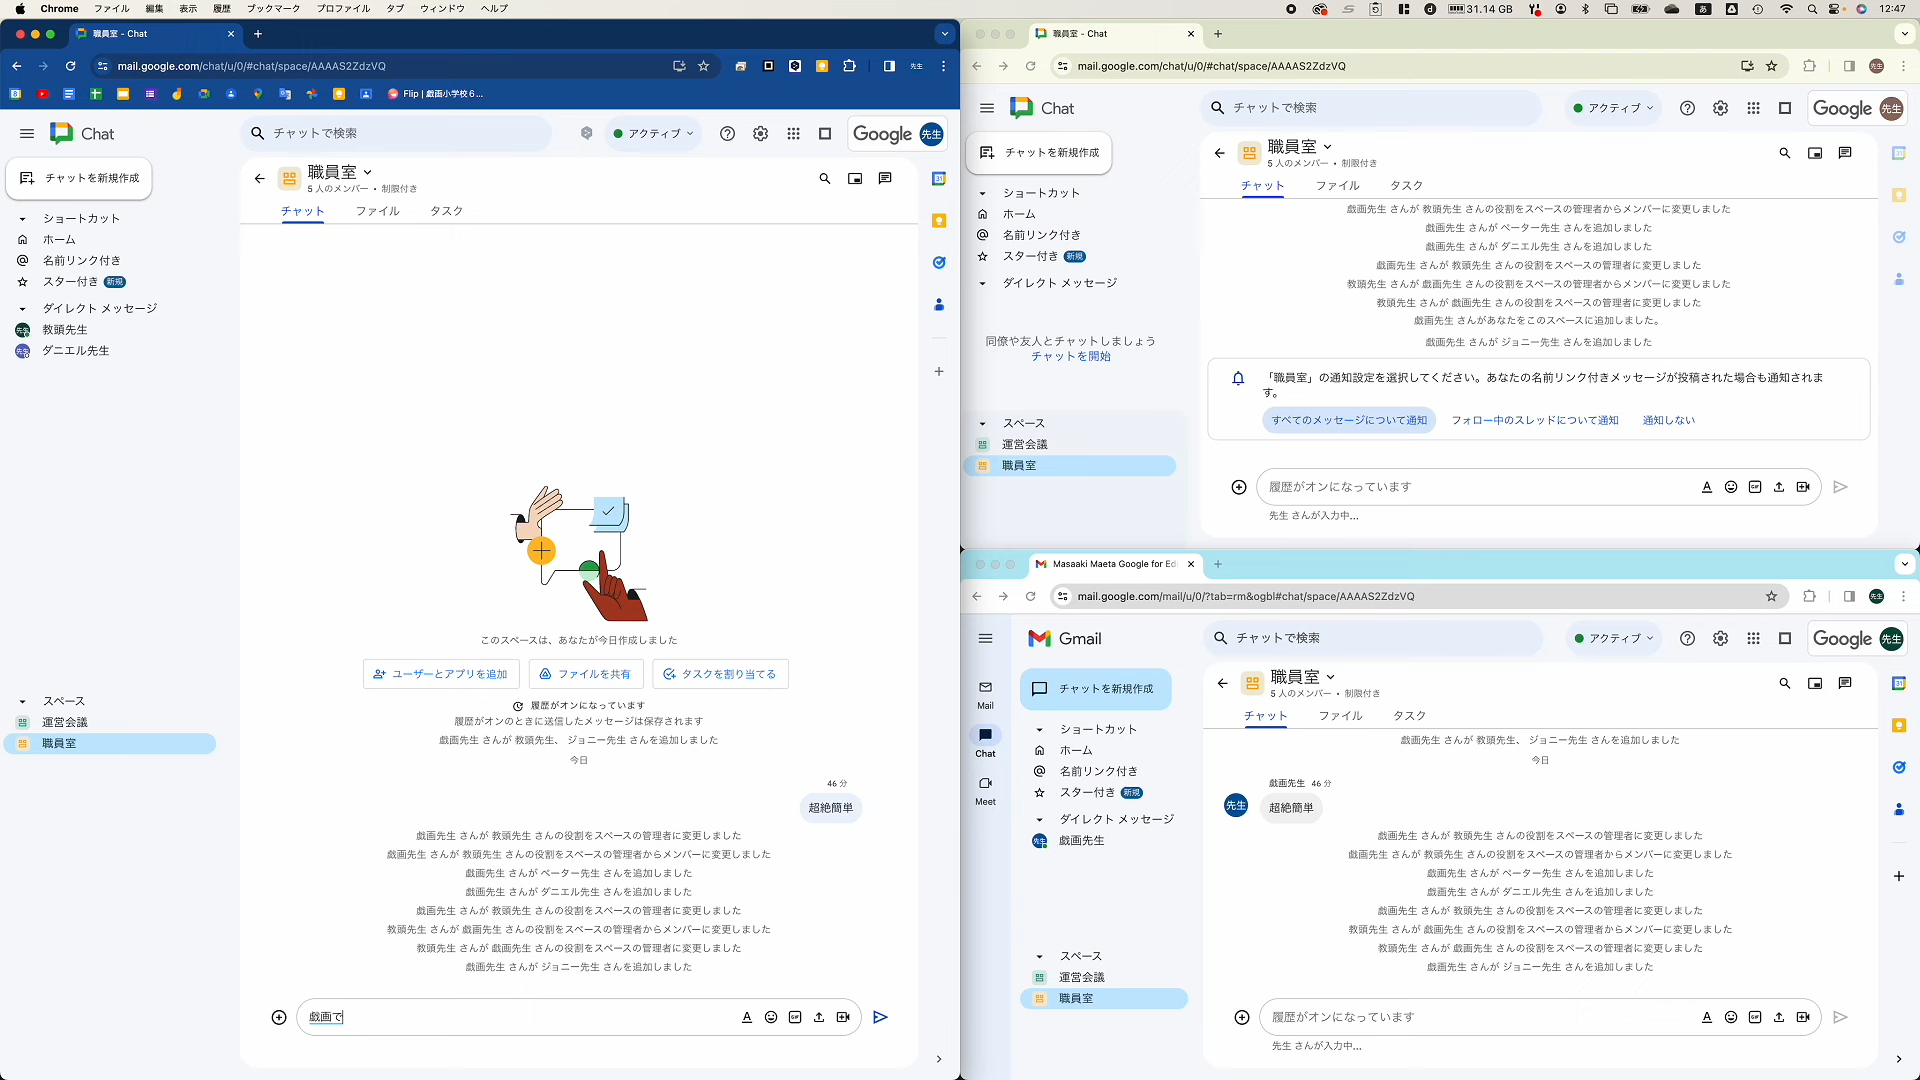 Chrome ファイル 編集 表示 履歴 ブックマーク プロファイル タブ ウィンドウ ヘルプ
31.14 GB 12:47
職員室 - Chat
mail.google.com/chat/u/0/#chat/space/AAAAS2ZdzVQ
Flip | 戯画小学校６...
Chat
チャットで検索
アクティブ
Google 先生
チャットを新規作成
ショートカット
ホーム
名前リンク付き
スター付き 新規
ダイレクト メッセージ
教頭先生
ダニエル先生
スペース
運営会議
職員室
職員室
5 人のメンバー • 制限付き
チャット ファイル タスク
このスペースは、あなたが今日作成しました
ユーザーとアプリを追加 ファイルを共有 タスクを割り当てる
履歴がオンになっています
履歴がオンのときに送信したメッセージは保存されます
戯画先生 さんが 教頭先生、 ジョニー先生 さんを追加しました
今日
46 分
超絶簡単
戯画先生 さんが 教頭先生 さんの役割をスペースの管理者に変更しました
戯画先生 さんが 教頭先生 さんの役割をスペースの管理者からメンバーに変更しました
戯画先生 さんが ペーター先生 さんを追加しました
戯画先生 さんが ダニエル先生 さんを追加しました
戯画先生 さんが 教頭先生 さんの役割をスペースの管理者に変更しました
教頭先生 さんが 戯画先生 さんの役割をスペースの管理者からメンバーに変更しました
教頭先生 さんが 戯画先生 さんの役割をスペースの管理者に変更しました
戯画先生 さんが ジョニー先生 さんを追加しました
戯画で
職員室 - Chat
mail.google.com/chat/u/0/#chat/space/AAAAS2ZdzVQ
Chat
チャットで検索
アクティブ
Google 先生
チャットを新規作成
ショートカット
ホーム
名前リンク付き
スター付き 新規
ダイレクト メッセージ
同僚や友人とチャットしましょう
チャットを開始
スペース
運営会議
職員室
職員室
5 人のメンバー • 制限付き
チャット ファイル タスク
戯画先生 さんが 教頭先生 さんの役割をスペースの管理者からメンバーに変更しました
戯画先生 さんが ペーター先生 さんを追加しました
戯画先生 さんが ダニエル先生 さんを追加しました
戯画先生 さんが 教頭先生 さんの役割をスペースの管理者に変更しました
教頭先生 さんが 戯画先生 さんの役割をスペースの管理者からメンバーに変更しました
教頭先生 さんが 戯画先生 さんの役割をスペースの管理者に変更しました
戯画先生 さんがあなたをこのスペースに追加しました。
戯画先生 さんが ジョニー先生 さんを追加しました
「職員室」の通知設定を選択してください。あなたの名前リンク付きメッセージが投稿された場合も通知されま
す。
すべてのメッセージについて通知 フォロー中のスレッドについて通知 通知しない
履歴がオンになっています
先生 さんが入力中...
Masaaki Maeta Google for Ed
mail.google.com/mail/u/0/?tab=rm&ogbl#chat/space/AAAAS2ZdzVQ
Gmail
チャットで検索
アクティブ
Google 先生
Mail
Chat
Meet
チャットを新規作成
ショートカット
ホーム
名前リンク付き
スター付き 新規
ダイレクト メッセージ
戯画先生
スペース
運営会議
職員室
職員室
5 人のメンバー • 制限付き
チャット ファイル タスク
戯画先生 さんが 教頭先生、 ジョニー先生 さんを追加しました
今日
戯画先生 46 分
先生 超絶簡単
戯画先生 さんが 教頭先生 さんの役割をスペースの管理者に変更しました
戯画先生 さんが 教頭先生 さんの役割をスペースの管理者からメンバーに変更しました
戯画先生 さんが ペーター先生 さんを追加しました
戯画先生 さんが ダニエル先生 さんを追加しました
戯画先生 さんが 教頭先生 さんの役割をスペースの管理者に変更しました
教頭先生 さんが 戯画先生 さんの役割をスペースの管理者からメンバーに変更しました
教頭先生 さんが 戯画先生 さんの役割をスペースの管理者に変更しました
戯画先生 さんが ジョニー先生 さんを追加しました
履歴がオンになっています
先生 さんが入力中...